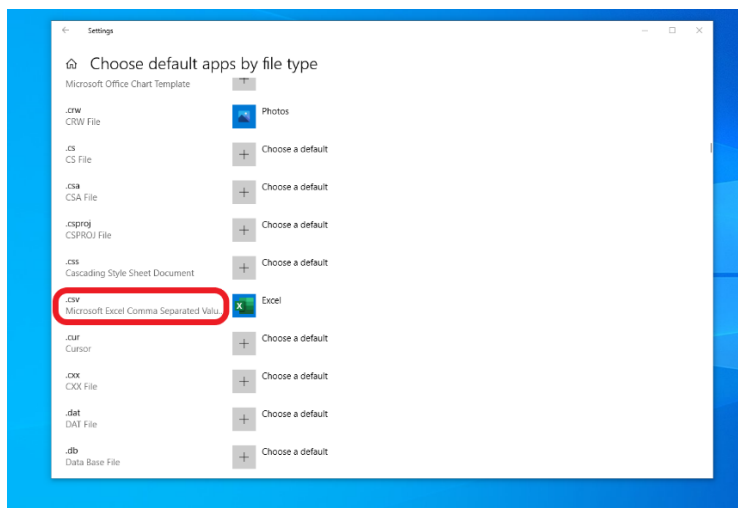 Settings
Choose default apps by file type
Microsoft Office Chart Template
.crw
CRW File
Photos
.cs
CS File
Choose a default
.csa
CSA File
Choose a default
.csproj
CSPROJ File
Choose a default
.css
Cascading Style Sheet Document
Choose a default
.csv
Microsoft Excel Comma Separated Valu...
Excel
.cur
Cursor
Choose a default
.cxx
CXX File
Choose a default
.dat
DAT File
Choose a default
.db
Data Base File
Choose a default